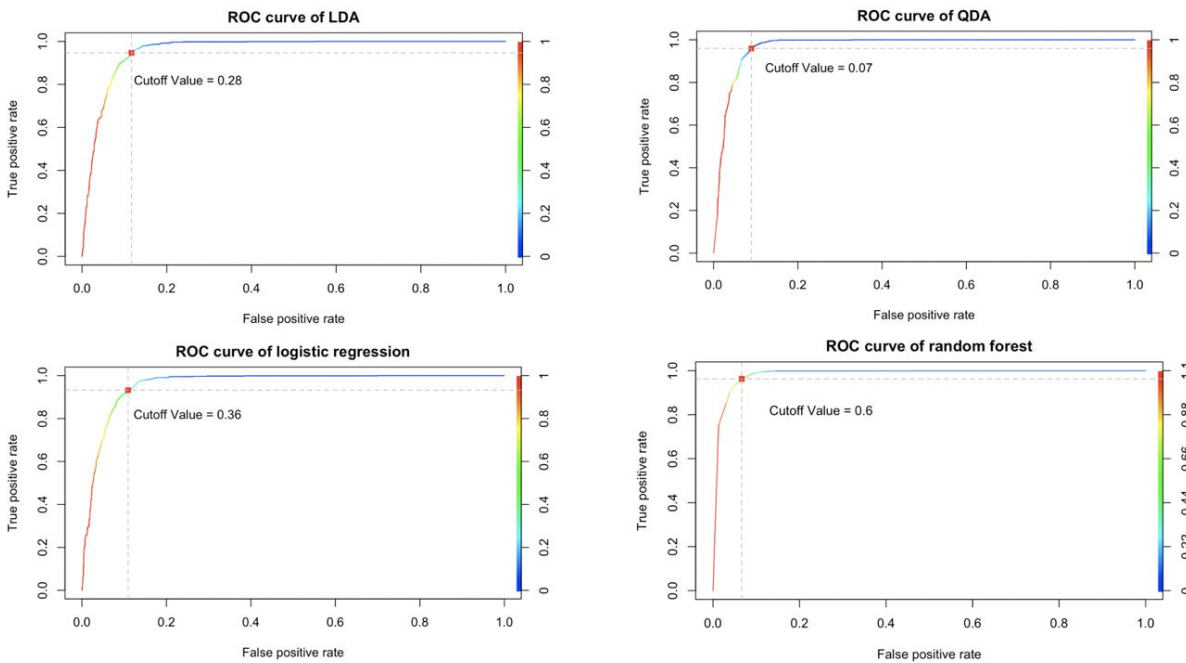 ROC curve of LDA
True positive rate
0.0 0.2 0.4 0.6 0.8 1.0
Cutoff Value = 0.28
0 0.2 0.4 0.6 0.8 1
0.0 0.2 0.4 0.6 0.8 1.0
False positive rate
ROC curve of QDA
True positive rate
0.0 0.2 0.4 0.6 0.8 1.0
Cutoff Value = 0.07
0 0.2 0.4 0.6 0.8 1
0.0 0.2 0.4 0.6 0.8 1.0
False positive rate
ROC curve of logistic regression
True positive rate
0.0 0.2 0.4 0.6 0.8 1.0
Cutoff Value = 0.36
0 0.2 0.4 0.6 0.8 1
0.0 0.2 0.4 0.6 0.8 1.0
False positive rate
ROC curve of random forest
True positive rate
0.0 0.2 0.4 0.6 0.8 1.0
Cutoff Value = 0.6
0.22 0.44 0.66 0.88
0.0 0.2 0.4 0.6 0.8 1.0
False positive rate